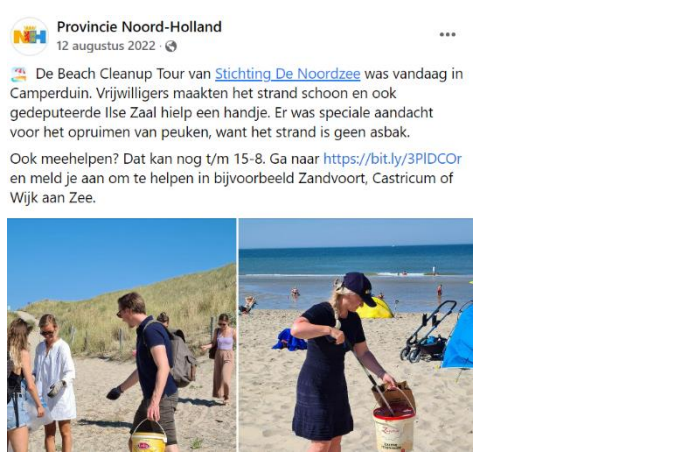 Provincie Noord-Holland
12 augustus 2022 ·
De Beach Cleanup Tour van Stichting De Noordzee was vandaag in
Camperduin. Vrijwilligers maakten het strand schoon en ook
gedeputeerde Ilse Zaal hielp een handje. Er was speciale aandacht
voor het opruimen van peuken, want het strand is geen asbak.
Ook meehelpen? Dat kan nog t/m 15-8. Ga naar https://bit.ly/3PlDCOr
en meld je aan om te helpen in bijvoorbeeld Zandvoort, Castricum of
Wijk aan Zee.